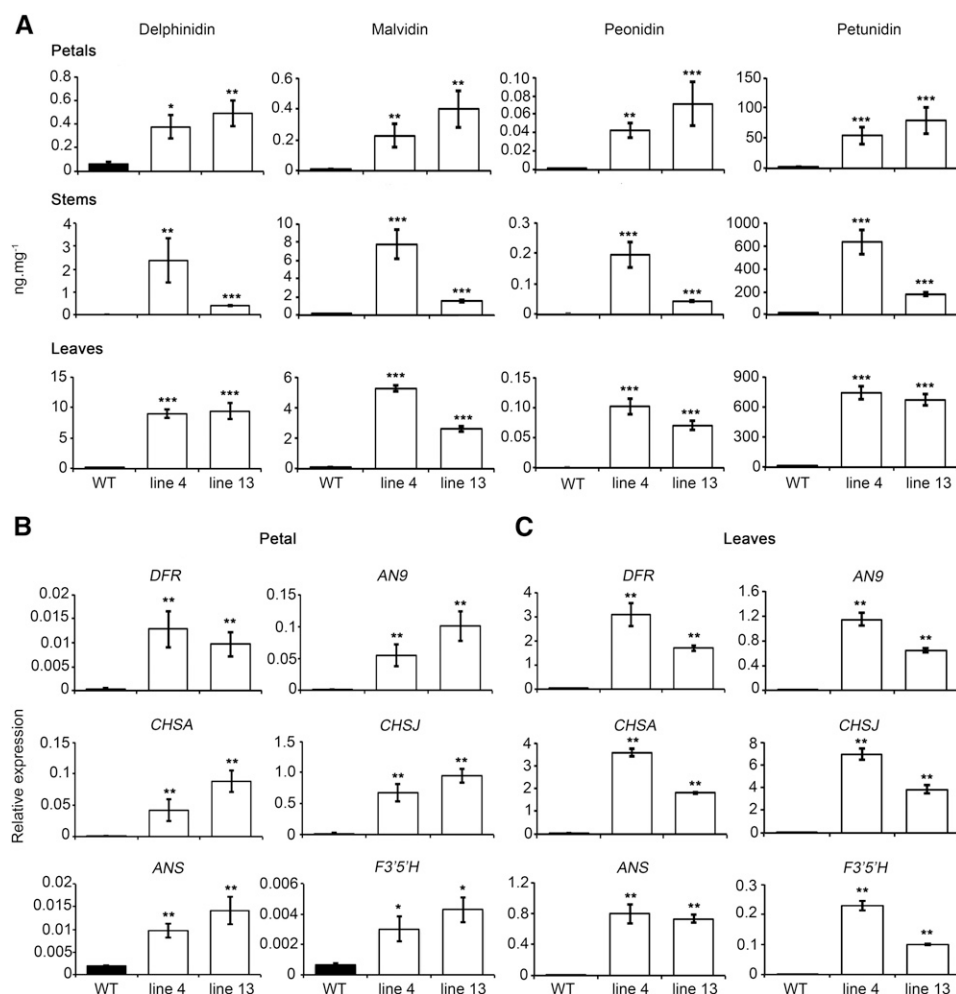 A
Delphinidin Malvidin Peonidin Petunidin
Petals
0.8 0.6 0.10 150
0.6 0.08
0.4 0.4 0.06 100
0.2 0.2 0.04 50
0.02
0 0 0 0
* ** ** ** ** *** *** ***
Stems
4 10 0.3 1000
3 8 800
2 6 0.2 600
4 0.1 400
1 2 200
0 0 0 0
** *** *** *** *** *** *** ***
ng.mg-1
Leaves
15 6 0.15 900
10 4 0.10 600
5 2 0.05 300
0 0 0 0
*** *** *** *** *** *** *** ***
WT line 4 line 13 WT line 4 line 13 WT line 4 line 13 WT line 4 line 13
B Petal
DFR AN9
0.02 0.15
0.015
0.01 0.10
0.005 0.05
0 0
** ** ** **
CHSA CHSJ
0.15 1.5
0.10 1.0
0.05 0.5
0 0
** ** ** **
ANS F3'5'H
0.02 0.006
0.015 0.004
0.01
0.005 0.002
0 0
** ** * *
WT line 4 line 13 WT line 4 line 13
Relative expression
C Leaves
DFR AN9
4 1.6
3 1.2
2 0.8
1 0.4
0 0
** ** ** **
CHSA CHSJ
4 8
3 6
2 4
1 2
0 0
** ** ** **
ANS F3'5'H
1.2 0.3
0.8 0.2
0.4 0.1
0 0
** ** ** **
WT line 4 line 13 WT line 4 line 13